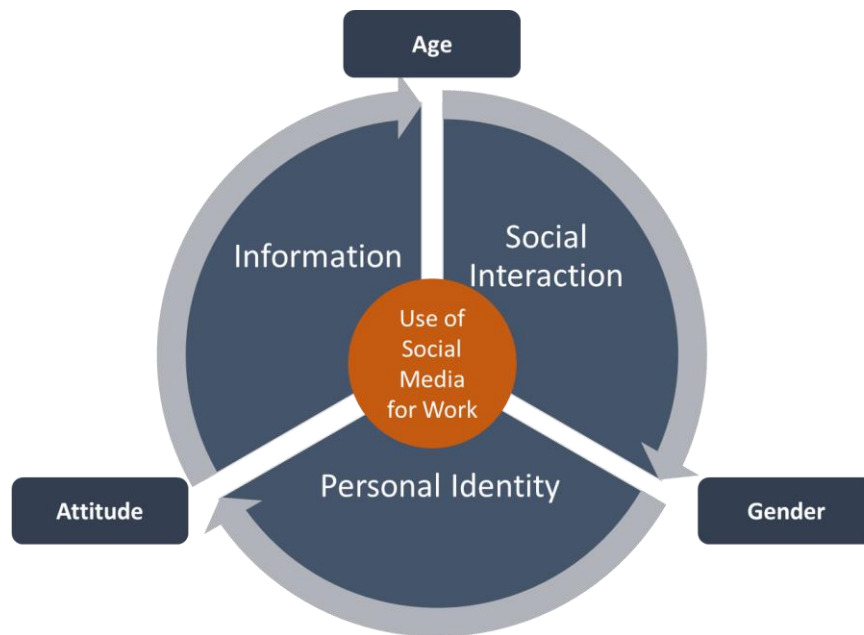 Age
Information
Social
Interaction
Use of
Social
Media
for Work
Personal Identity
Attitude
Gender